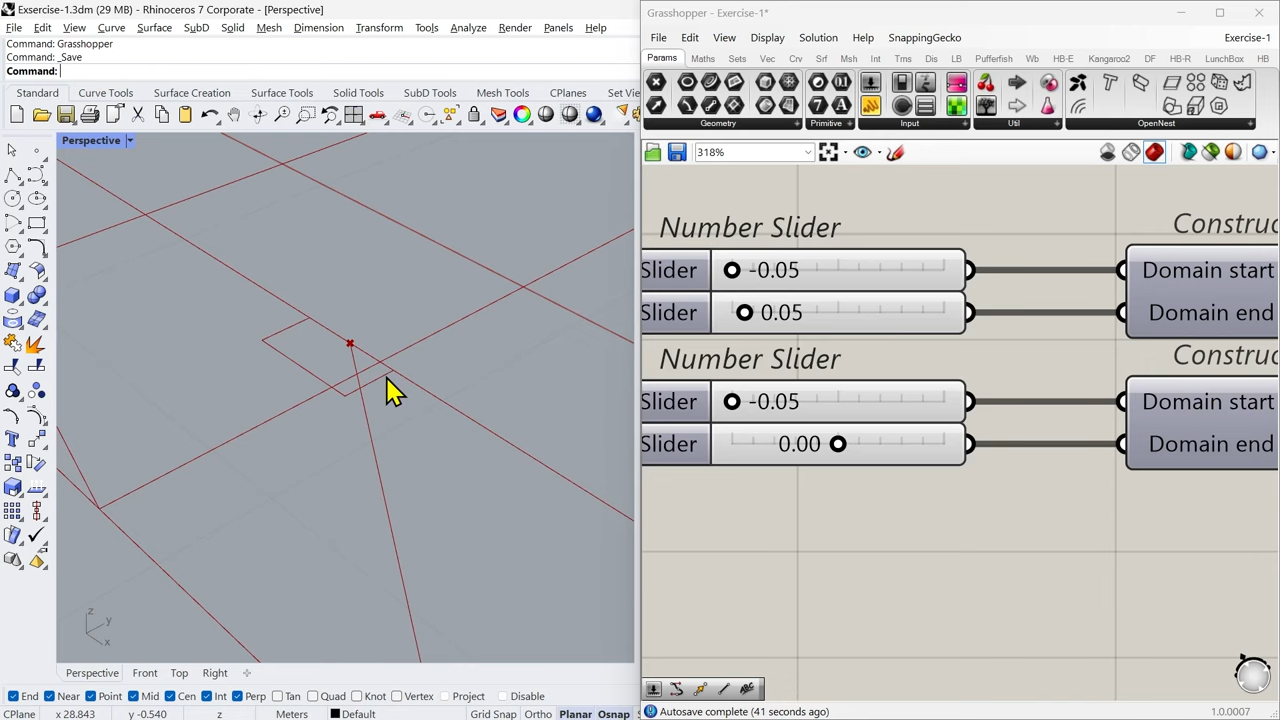 Exsercise-1.3dm (29 MB) - Rhinoceros 7 Corporate - [Perspective]
File Edit View Curve Surface SubD Solid Mesh Dimension Transform Tools Analyze Render Panels Help
Command: Grasshopper
Command: _Save
Command:
Standard Curve Tools Surface Creation Surface Tools Solid Tools SubD Tools Mesh Tools CPlanes Set Vie
Perspective
z
y
x
Perspective Front Top Right
End Near Point Mid Cen Int Perp Tan Quad Knot Vertex Project Disable
CPlane x 28.843 y -0.540 z Meters Default Grid Snap Ortho Planar Osnap
Grasshopper - Exercise-1*
File Edit View Display Solution Help SnappingGecko Exercise-1
Params Maths Sets Vec Crv Srf Msh Int Trns Dis LB Pufferfish Wb HB-E Kangaroo2 DF HB-R LunchBox HB
Geometry Primitive Input Util OpenNest
318%
Number Slider Construc
Slider -0.05 Domain start
Slider 0.05 Domain end
Number Slider Construc
Slider -0.05 Domain start
Slider 0.00 Domain end
Autosave complete (41 seconds ago) 1.0.0007